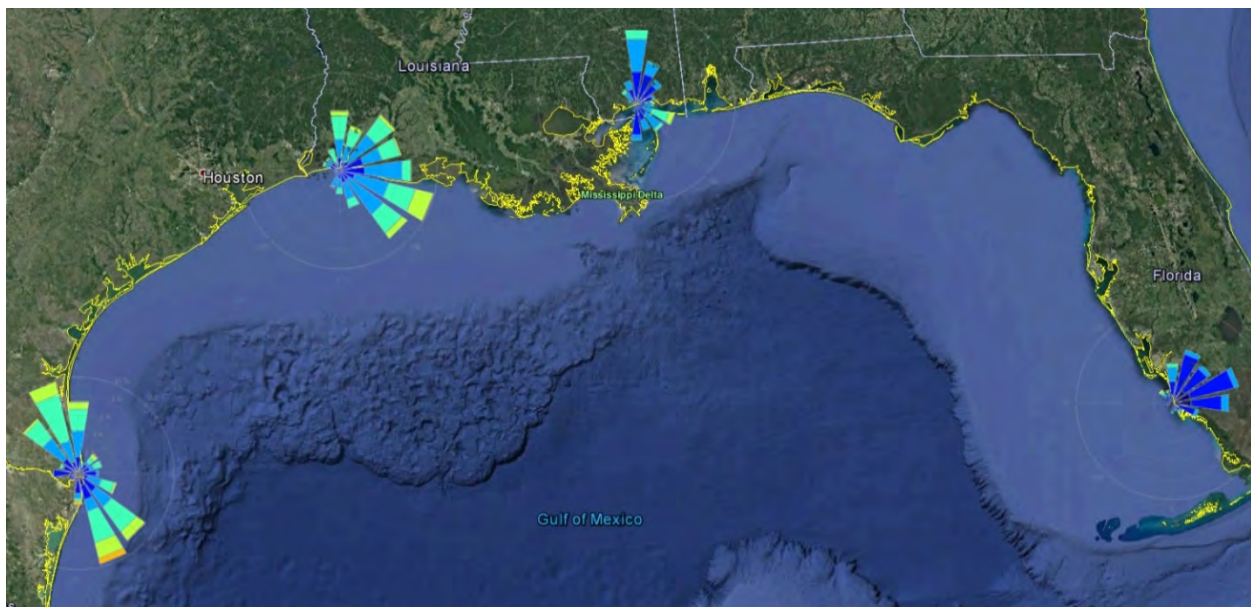 Louisiana
Houston
Mississippi Delta
Florida
Gulf of Mexico